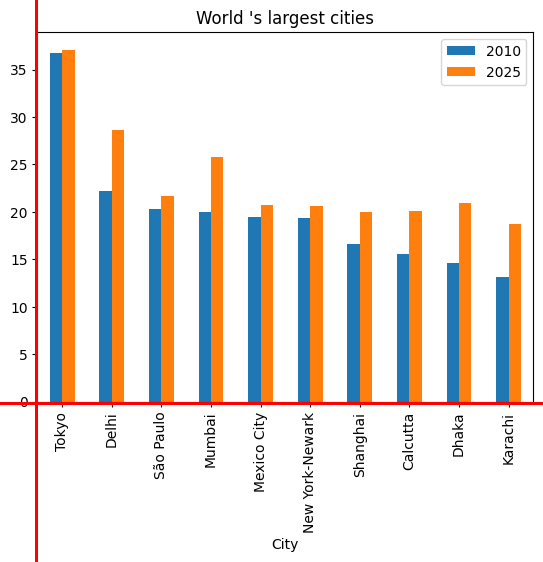 World 's largest cities
2010
2025
35
30
25
20
15
10
5
0
Tokyo
Delhi
São Paulo
Mumbai
Mexico City
New York-Newark
Shanghai
Calcutta
Dhaka
Karachi
City